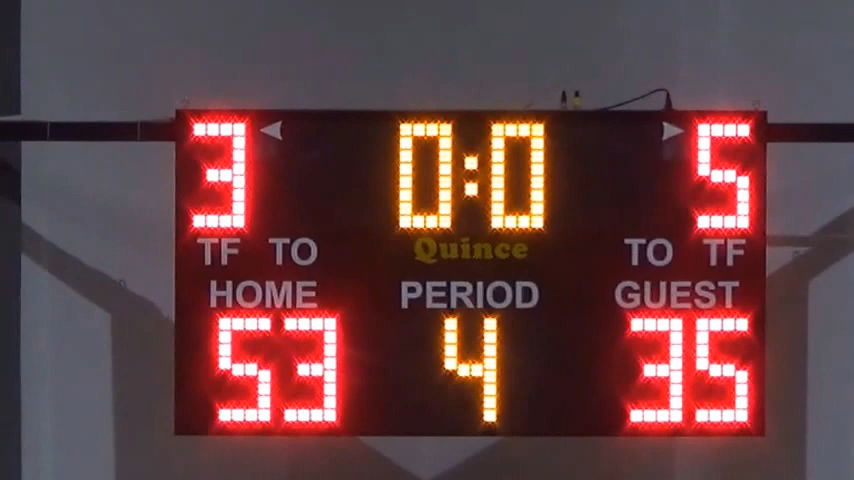 3 0:0 5
TF TO Quince TO TF
HOME PERIOD GUEST
53 4 35